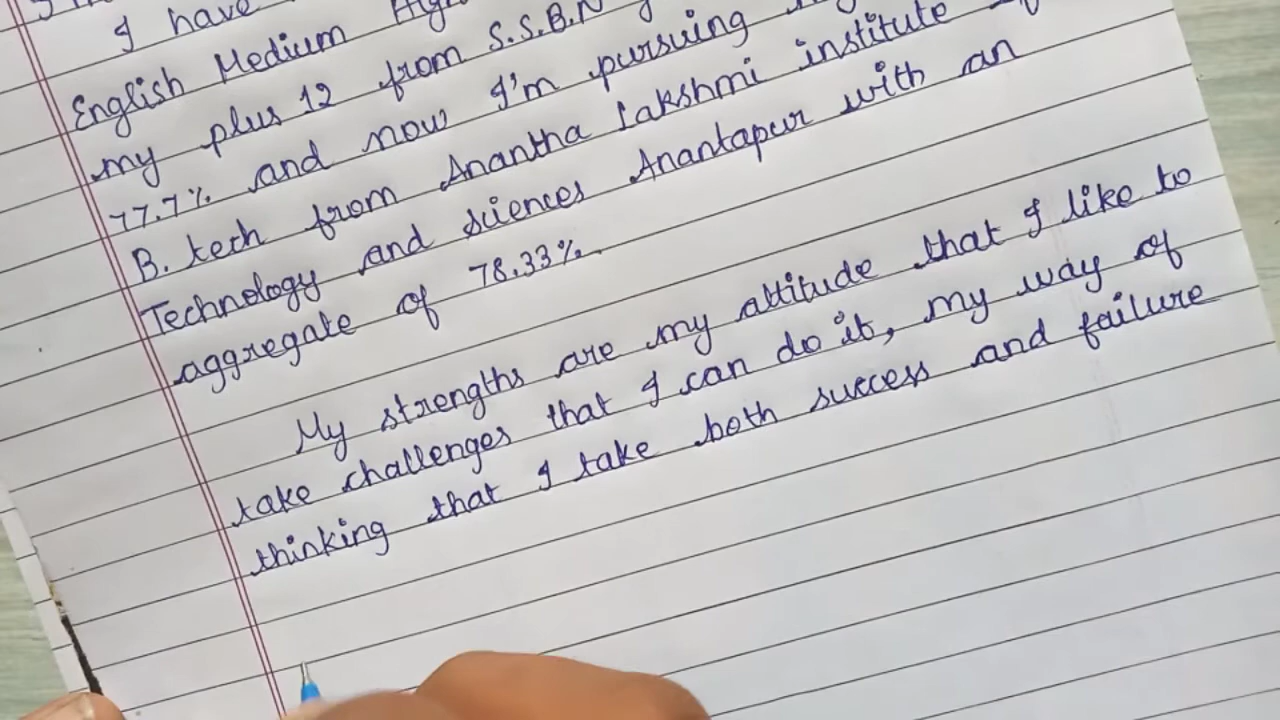 I have
English Medium High
my plus 12 from S.S.B.N
77.7% and now I'm pursuing
B. tech from Anantha Lakshmi institute
Technology and sciences Anantapur with an
aggregate of 78.33%.
My strengths are my attitude that I like to
take challenges that I can do it, my way of
thinking that I take both success and failure